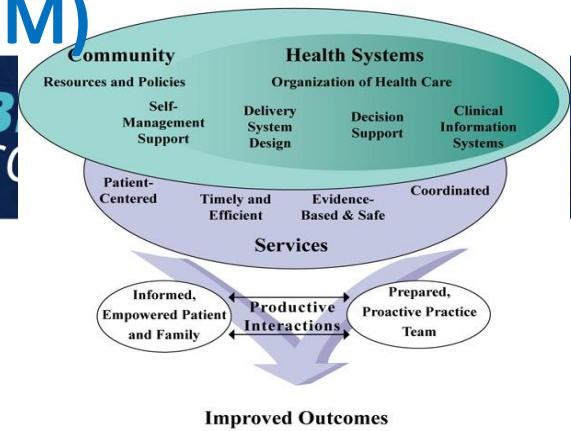 M)
Community
Health Systems
Resources and Policies
Organization of Health Care
Self-
Management
Support
Delivery
System
Design
Decision
Support
Clinical
Information
Systems
Patient-
Centered
Timely and
Efficient
Evidence-
Based & Safe
Coordinated
Services
Informed,
Empowered Patient
and Family
Productive
Interactions
Prepared,
Proactive Practice
Team
Improved Outcomes